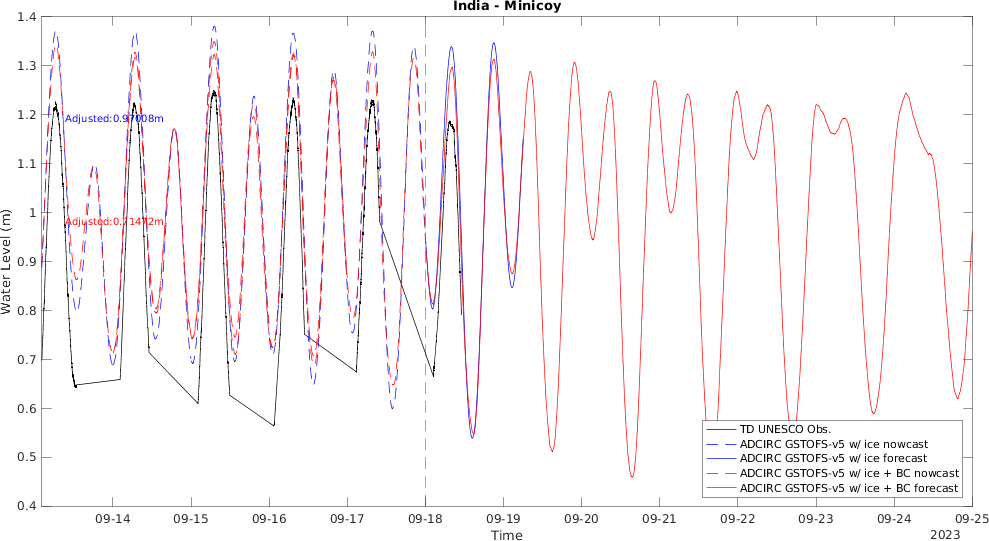 India - Minicoy
1.4
1.3
1.2
1.1
1
0.9
0.8
0.7
0.6
0.5
0.4
Water Level (m)
Adjusted:0.97008m
Adjusted:0.71472m
TD UNESCO Obs.
ADCIRC GSTOFS-v5 w/ ice nowcast
ADCIRC GSTOFS-v5 w/ ice forecast
ADCIRC GSTOFS-v5 w/ ice + BC nowcast
ADCIRC GSTOFS-v5 w/ ice + BC forecast
09-14 09-15 09-16 09-17 09-18 09-19 09-20 09-21 09-22 09-23 09-24 09-25
Time
2023